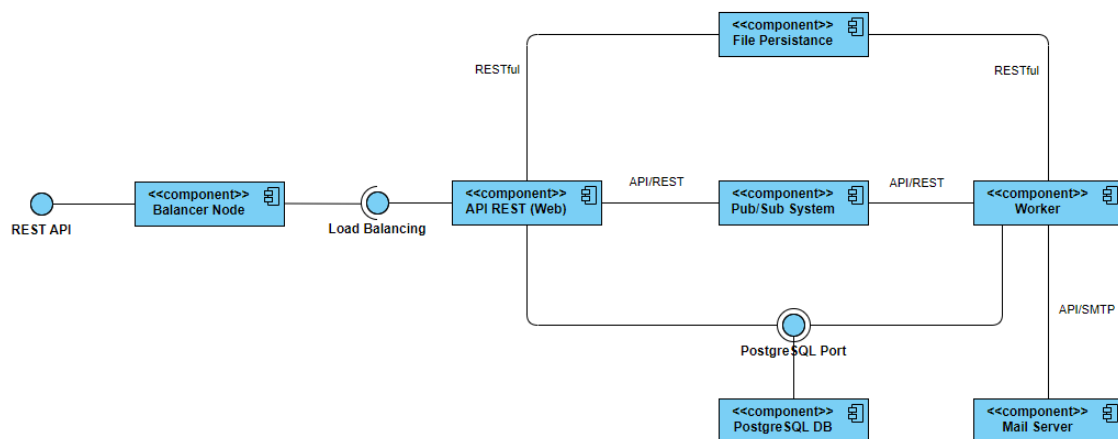 <<component>>
File Persistance
RESTful
RESTful
<<component>>
Balancer Node
<<component>>
API REST (Web)
API/REST
<<component>>
Pub/Sub System
API/REST
<<component>>
Worker
REST API
Load Balancing
API/SMTP
PostgreSQL Port
<<component>>
PostgreSQL DB
<<component>>
Mail Server